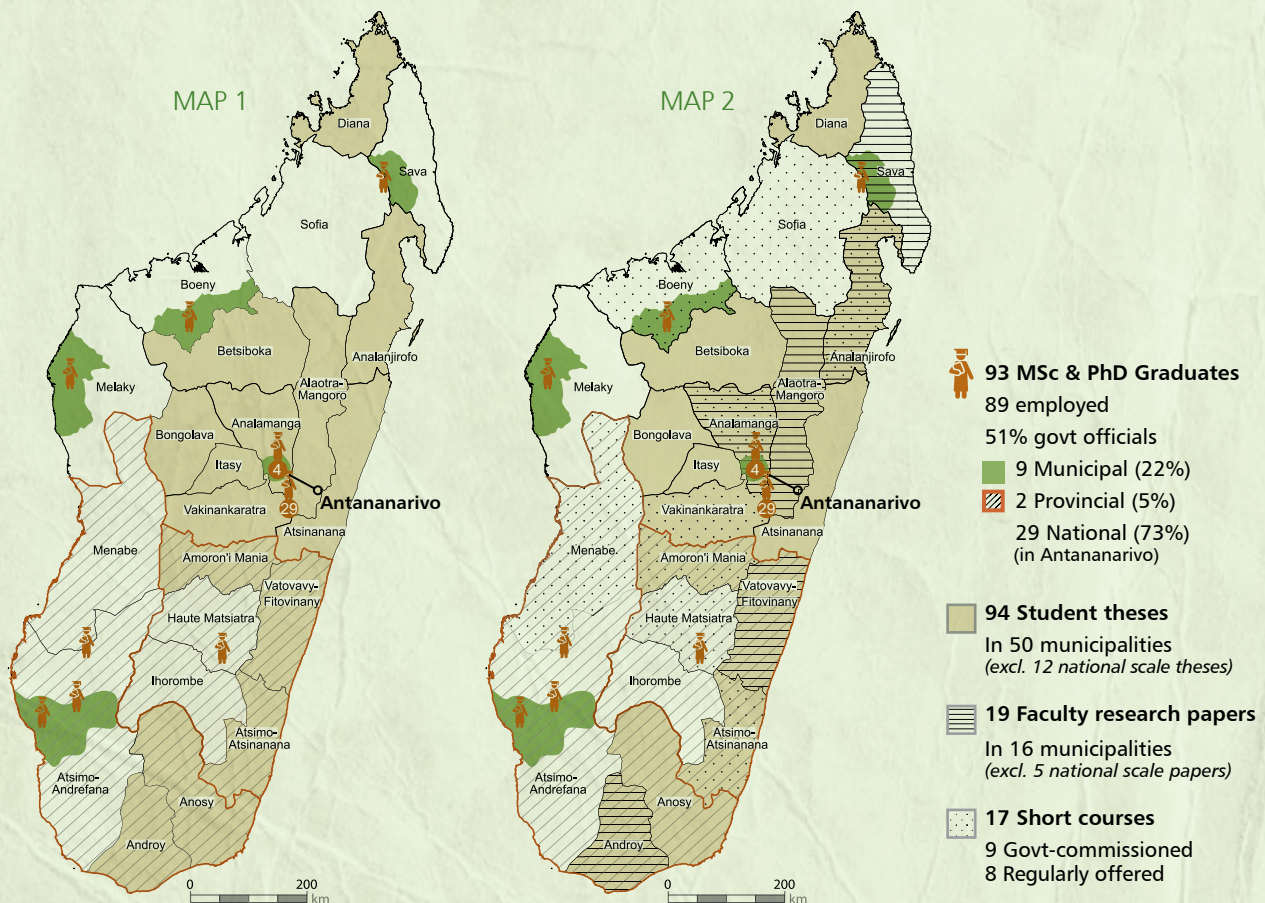 MAP 1
Diana
Sava
Sofia
Boeny
Betsiboka
Analanjirofo
Melaky
Alaotra-
Mangoro
Analamanga
Bongolava
Itasy
4
Antananarivo
Vakinankaratra
29
Atsinanana
Menabe
Amoron'i Mania
Vatovavy-
Fitovinany
Haute Matsiatra
Ihorombe
Atsimo-
Atsinanana
Atsimo-
Andrefana
Anosy
Androy
0 200
km
MAP 2
Diana
Sava
Sofia
Boeny
Betsiboka
Analanjirofo
Melaky
Alaotra-
Mangoro
Analamanga
Bongolava
Itasy
4
Antananarivo
Vakinankaratra
29
Atsinanana
Menabe
Amoron'i Mania
Vatovavy-
Fitovinany
Haute Matsiatra
Ihorombe
Atsimo-
Atsinanana
Atsimo-
Andrefana
Anosy
Androy
0 200
km
93 MSc & PhD Graduates
89 employed
51% govt officials
9 Municipal (22%)
2 Provincial (5%)
29 National (73%)
(in Antananarivo)
94 Student theses
In 50 municipalities
(excl. 12 national scale theses)
19 Faculty research papers
In 16 municipalities
(excl. 5 national scale papers)
17 Short courses
9 Govt-commissioned
8 Regularly offered